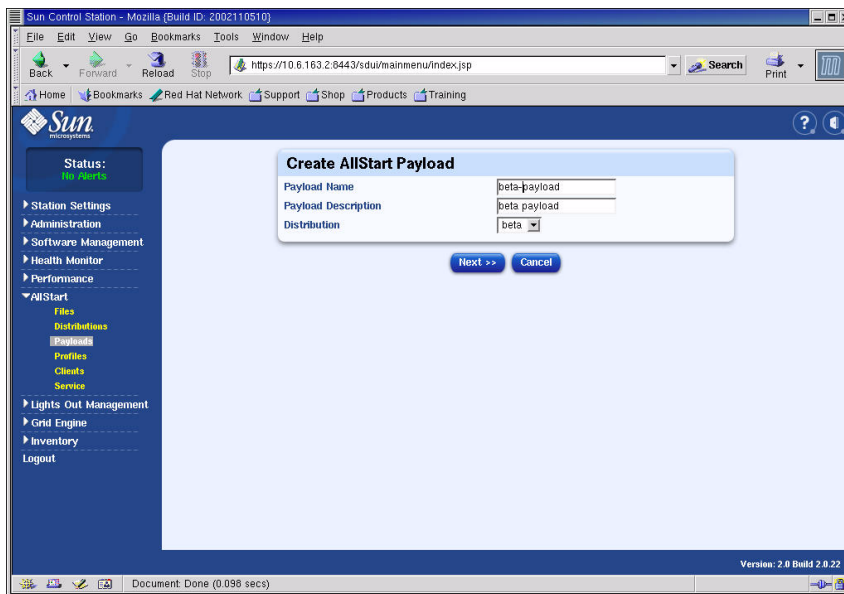 Sun Control Station - Mozilla {Build ID: 2002110510}
File Edit View Go Bookmarks Tools Window Help
Back Forward Reload Stop https://10.6.163.2:8443/sdui/mainmenu/index.jsp Search Print
Home Bookmarks Red Hat Network Support Shop Products Training
Sun
microsystems
?
Status:
No Alerts
Station Settings
Administration
Software Management
Health Monitor
Performance
AllStart
Files
Distributions
Payloads
Profiles
Clients
Service
Lights Out Management
Grid Engine
Inventory
Logout
Create AllStart Payload
Payload Name beta-payload
Payload Description beta payload
Distribution beta
Next >> Cancel
Version: 2.0 Build 2.0.22
Document: Done (0.098 secs)